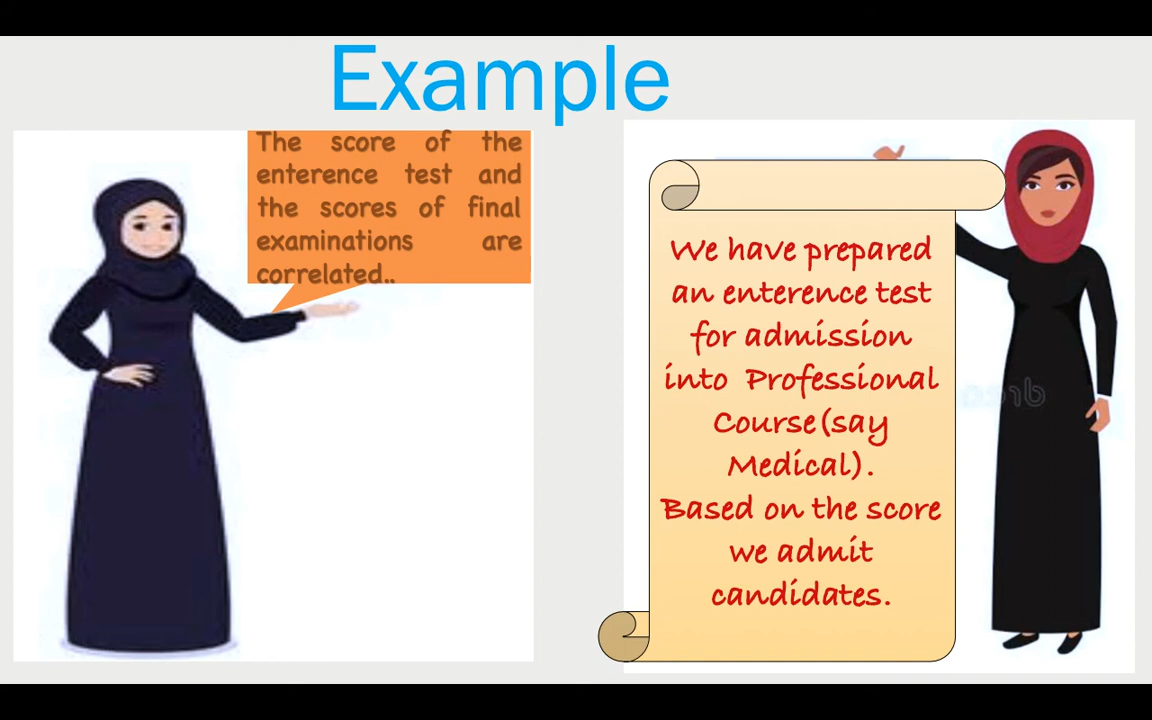 Example
The score of the
enterence test and
the scores of final
examinations are
correlated..
We have prepared
an enterence test
for admission
into Professional
Course(say
Medical).
Based on the score
we admit
candidates.